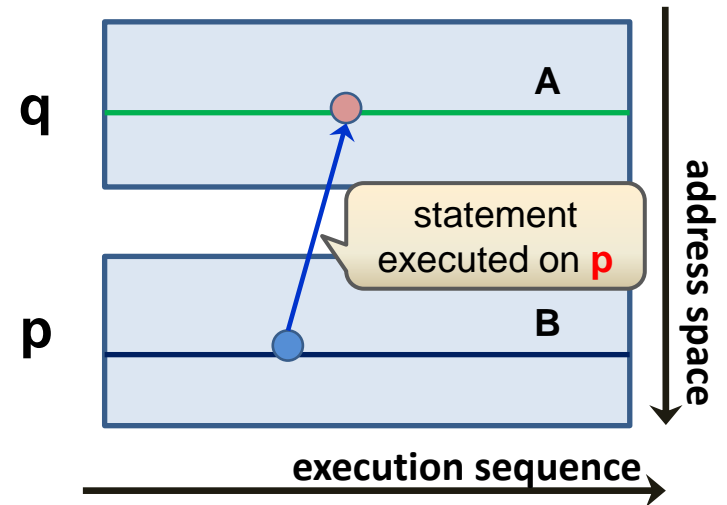 A
q
statement
executed on p
B
p
address space
execution sequence